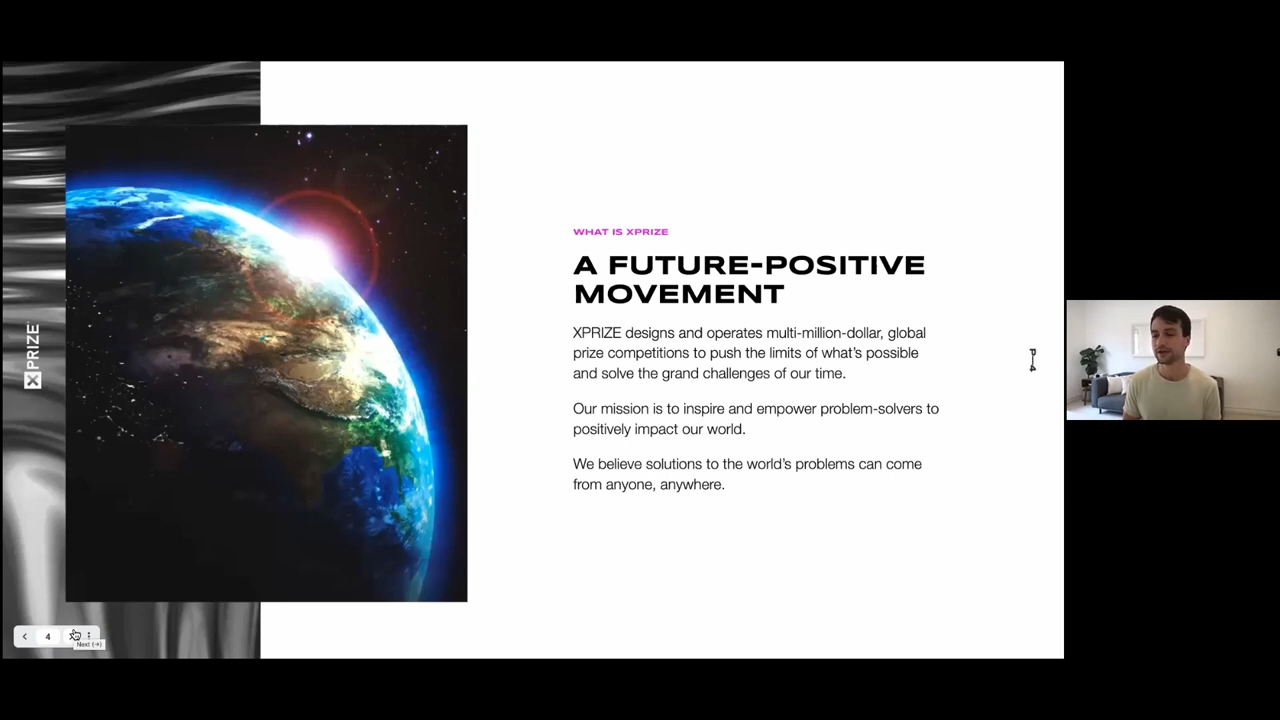 WHAT IS XPRIZE
A FUTURE-POSITIVE
MOVEMENT
XPRIZE designs and operates multi-million-dollar, global
prize competitions to push the limits of what's possible
and solve the grand challenges of our time.
Our mission is to inspire and empower problem-solvers to
positively impact our world.
We believe solutions to the world's problems can come
from anyone, anywhere.
XPRIZE
P | 4
4
Next (→)